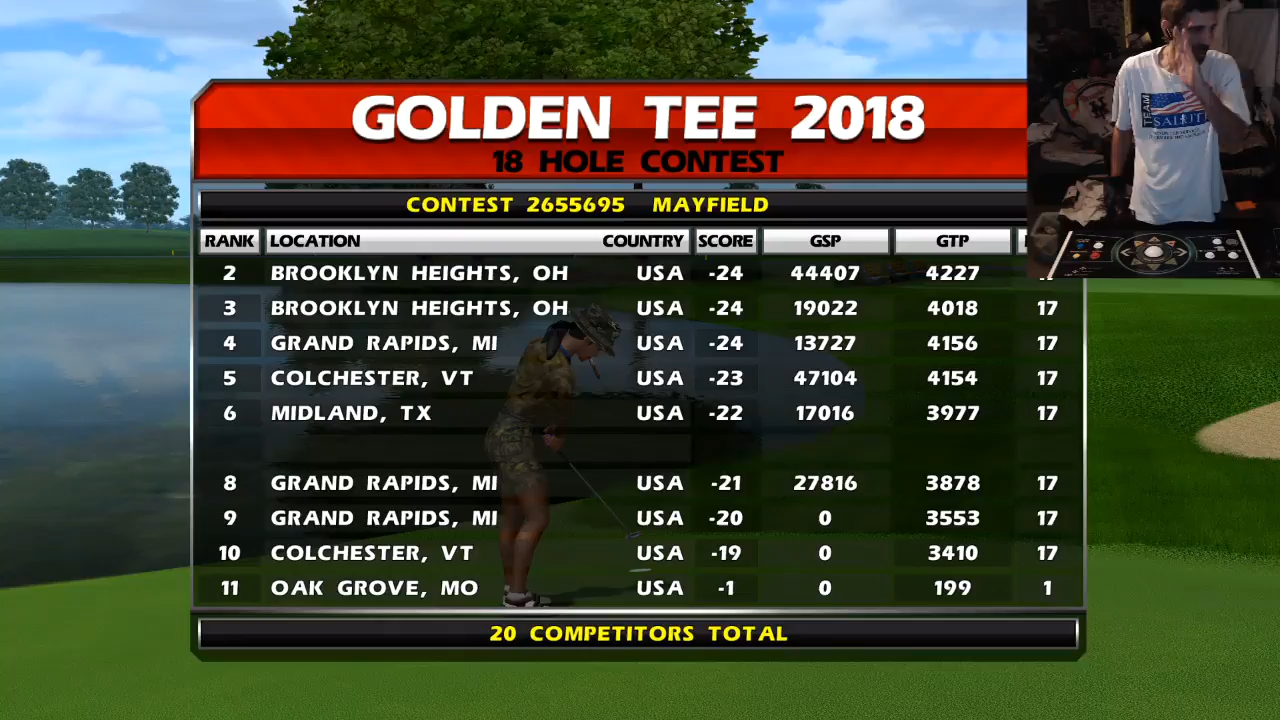 GOLDEN TEE 2018
18 HOLE CONTEST
CONTEST 2655695 MAYFIELD
RANK LOCATION COUNTRY SCORE GSP GTP
2 BROOKLYN HEIGHTS, OH USA -24 44407 4227
3 BROOKLYN HEIGHTS, OH USA -24 19022 4018 17
4 GRAND RAPIDS, MI USA -24 13727 4156 17
5 COLCHESTER, VT USA -23 47104 4154 17
6 MIDLAND, TX USA -22 17016 3977 17
8 GRAND RAPIDS, MI USA -21 27816 3878 17
9 GRAND RAPIDS, MI USA -20 0 3553 17
10 COLCHESTER, VT USA -19 0 3410 17
11 OAK GROVE, MO USA -1 0 199 1
20 COMPETITORS TOTAL
TEAM